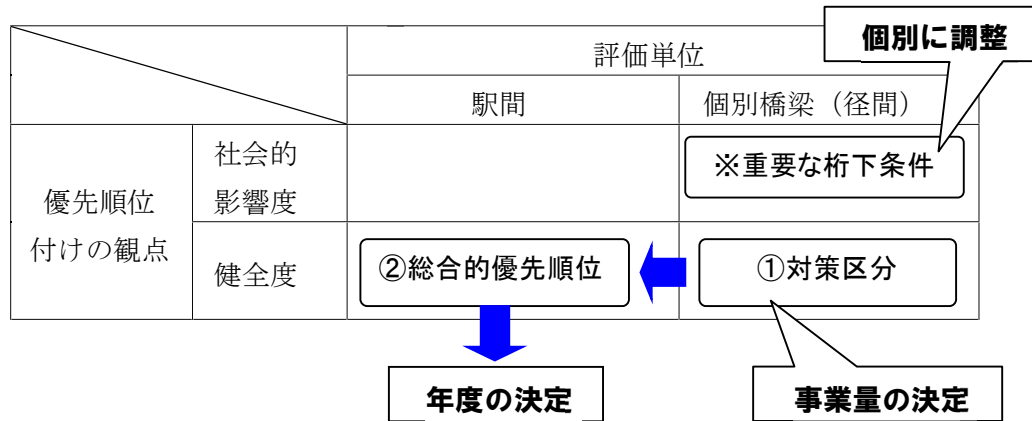 個別に調整
評価単位
駅間
個別橋梁（径間）
優先順位
付けの観点
社会的
影響度
※重要な桁下条件
健全度
②総合的優先順位
①対策区分
年度の決定
事業量の決定